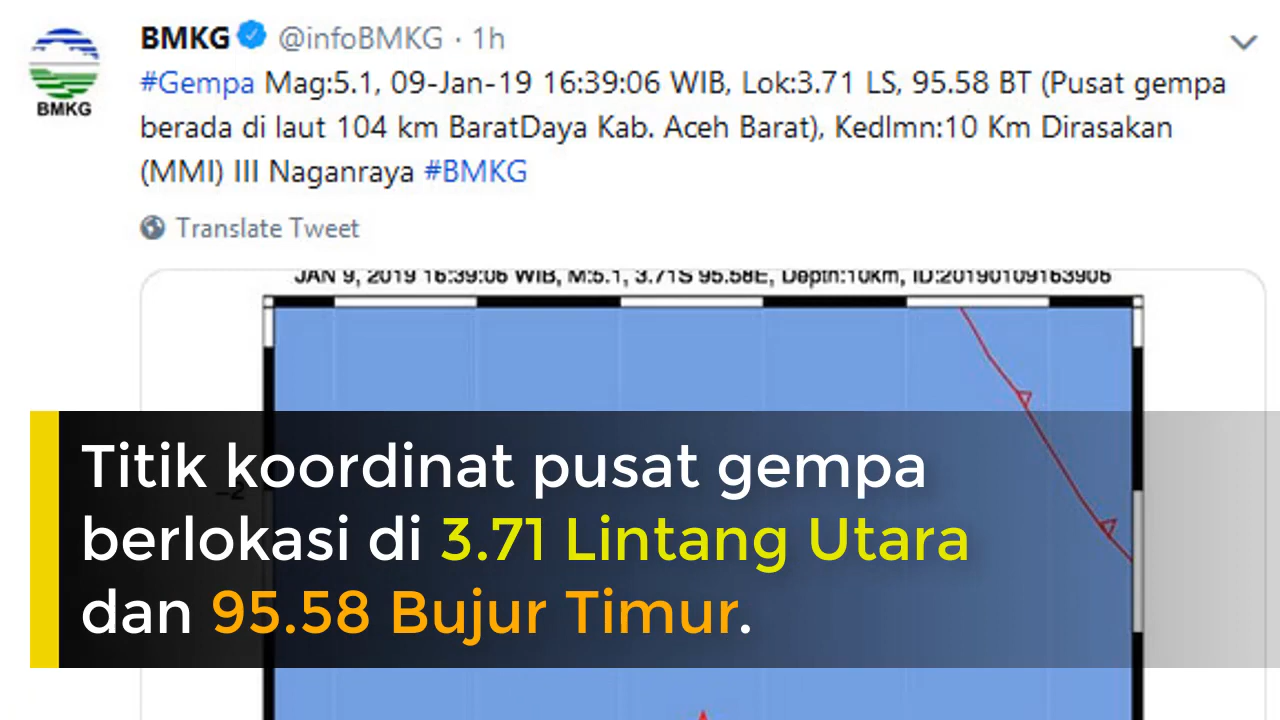 BMKG @infoBMKG · 1h
#Gempa Mag:5.1, 09-Jan-19 16:39:06 WIB, Lok:3.71 LS, 95.58 BT (Pusat gempa
berada di laut 104 km BaratDaya Kab. Aceh Barat), Kedlmn:10 Km Dirasakan
(MMI) III Naganraya #BMKG
BMKG
Translate Tweet
JAN 9, 2019 16:39:06 WIB, M:5.1, 3.71S 95.58E, Depth:10km, ID:20190109163906
-2
Titik koordinat pusat gempa
berlokasi di 3.71 Lintang Utara
dan 95.58 Bujur Timur.